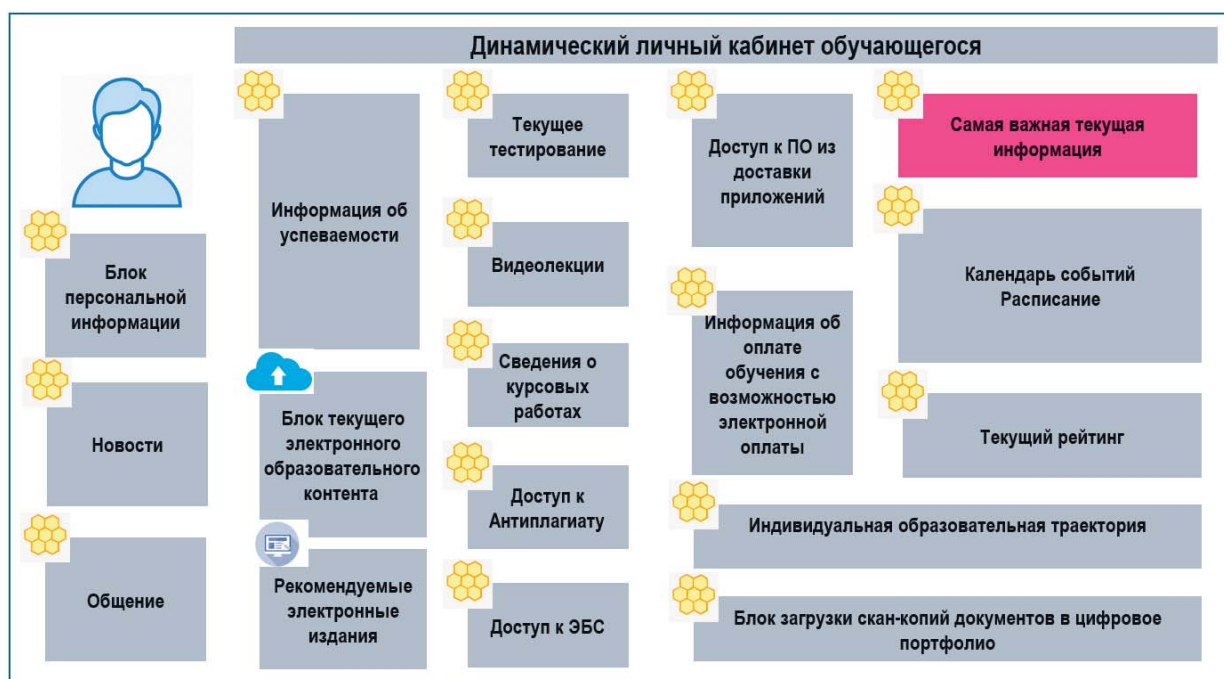 Динамический личный кабинет обучающегося
Блок
персональной
информации
Новости
Общение
Информация об
успеваемости
Блок текущего
электронного
образовательного
контента
Рекомендуемые
электронные
издания
Текущее
тестирование
Видеолекции
Сведения о
курсовых
работах
Доступ к
Антиплагиату
Доступ к ЭБС
Доступ к ПО из
доставки
приложений
Информация об
оплате
обучения с
возможностью
электронной
оплаты
Самая важная текущая
информация
Календарь событий
Расписание
Текущий рейтинг
Индивидуальная образовательная траектория
Блок загрузки скан-копий документов в цифровое
портфолио